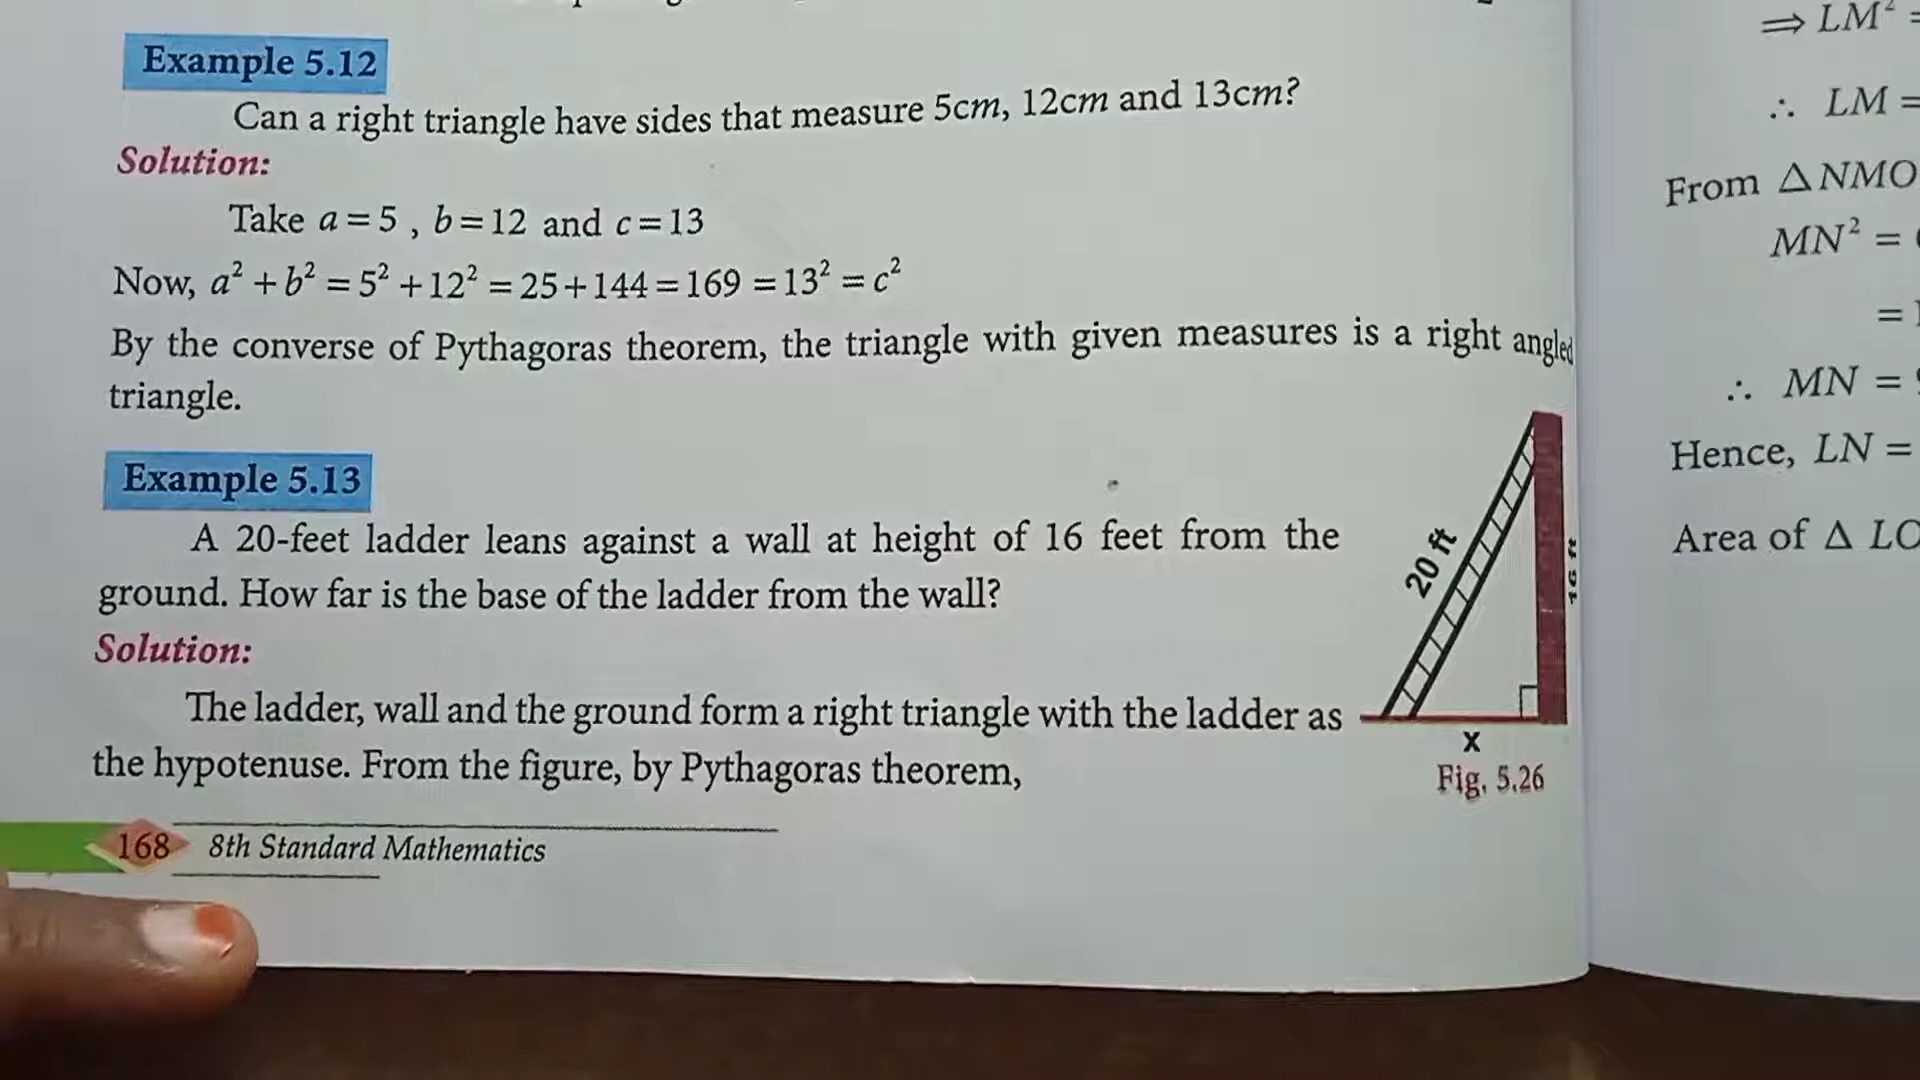 Example 5.12
Can a right triangle have sides that measure 5cm, 12cm and 13cm?
Solution:
Take a = 5 , b = 12 and c = 13
Now, a² + b² = 5² + 12² = 25 + 144 = 169 = 13² = c²
By the converse of Pythagoras theorem, the triangle with given measures is a right angled
triangle.
Example 5.13
A 20-feet ladder leans against a wall at height of 16 feet from the
ground. How far is the base of the ladder from the wall?
Solution:
The ladder, wall and the ground form a right triangle with the ladder as
the hypotenuse. From the figure, by Pythagoras theorem,
20 ft
16 ft
x
Fig. 5.26
168 8th Standard Mathematics
⇒ LM² =
∴ LM =
From △NMO
MN² =
=
∴ MN =
Hence, LN =
Area of △